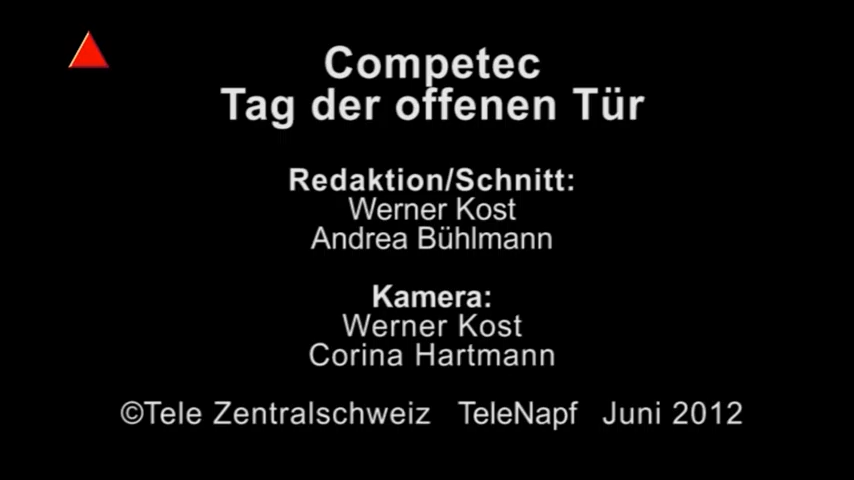 Competec
Tag der offenen Tür
Redaktion/Schnitt:
Werner Kost
Andrea Bühlmann
Kamera:
Werner Kost
Corina Hartmann
©Tele Zentralschweiz TeleNapf Juni 2012